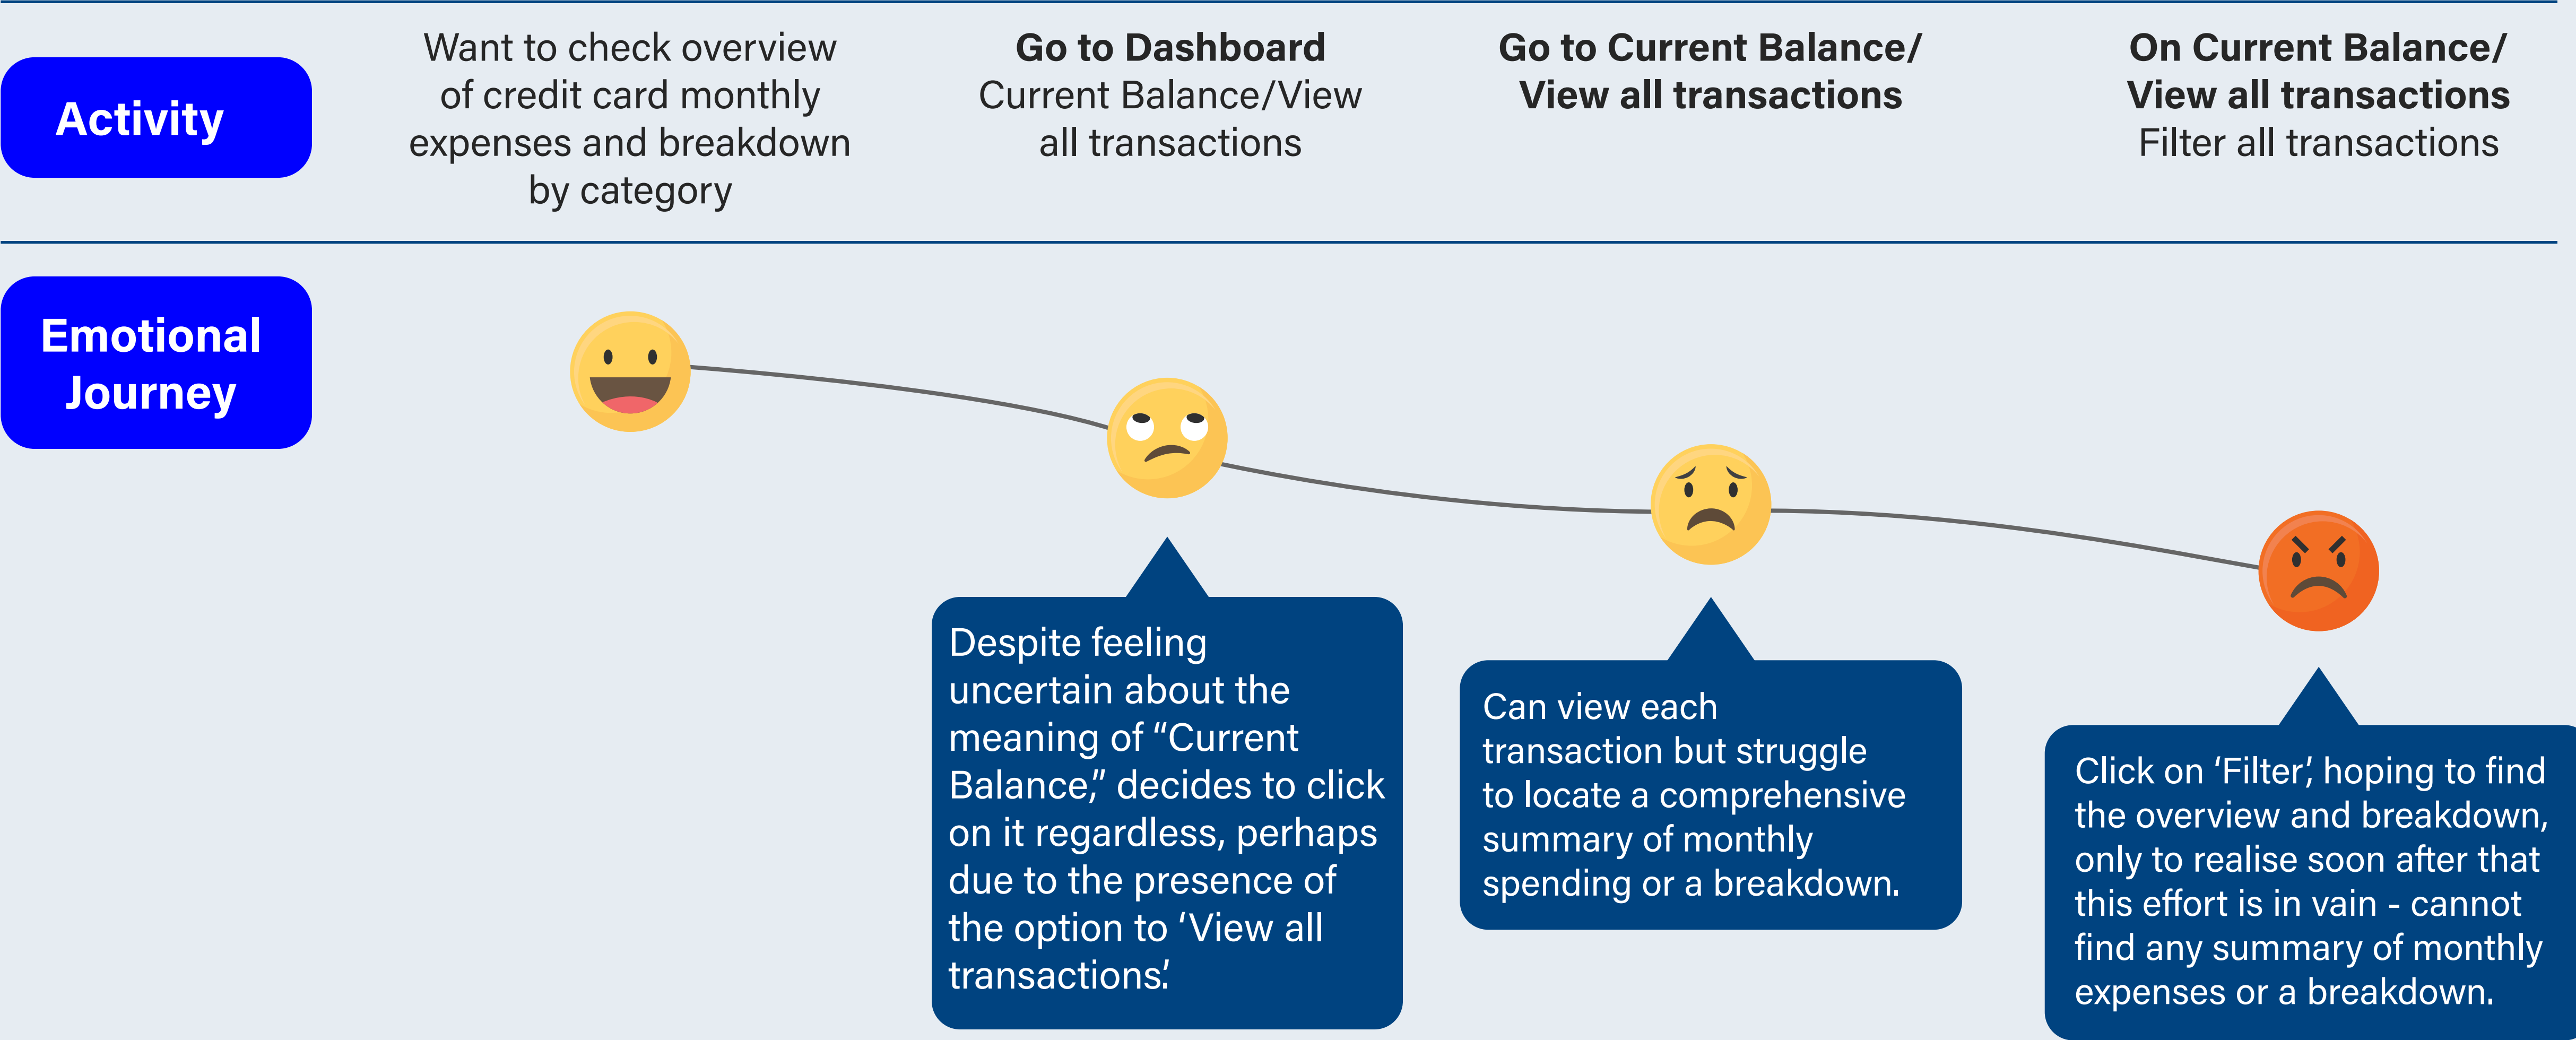 Activity
Want to check overview
of credit card monthly
expenses and breakdown
by category
Go to Dashboard
Current Balance/View
all transactions
Go to Current Balance/
View all transactions
On Current Balance/
View all transactions
Filter all transactions
Emotional
Journey
Despite feeling
uncertain about the
meaning of “Current
Balance,” decides to click
on it regardless, perhaps
due to the presence of
the option to ‘View all
transactions’.
Can view each
transaction but struggle
to locate a comprehensive
summary of monthly
spending or a breakdown.
Click on ‘Filter’, hoping to find
the overview and breakdown,
only to realise soon after that
this effort is in vain - cannot
find any summary of monthly
expenses or a breakdown.